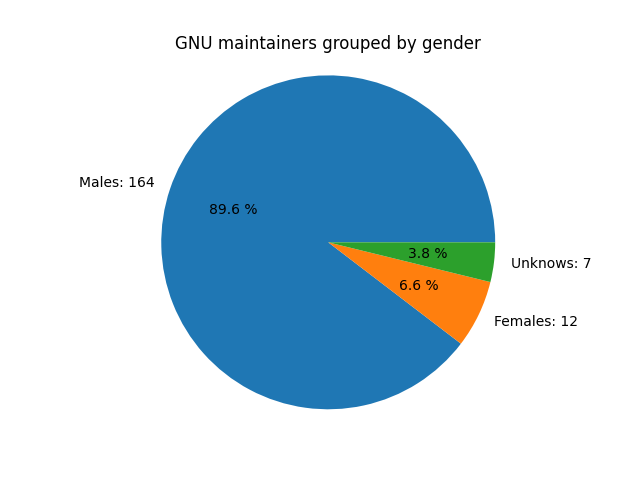 GNU maintainers grouped by gender
Males: 164
89.6 %
3.8 %
Unknows: 7
6.6 %
Females: 12